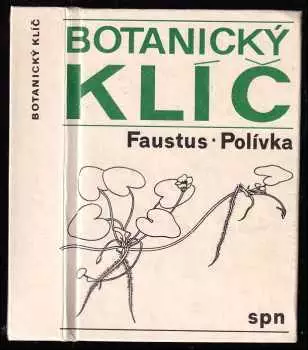 BOTANICKÝ KLÍČ
BOTANICKÝ
KLÍČ
Faustus · Polívka
spn